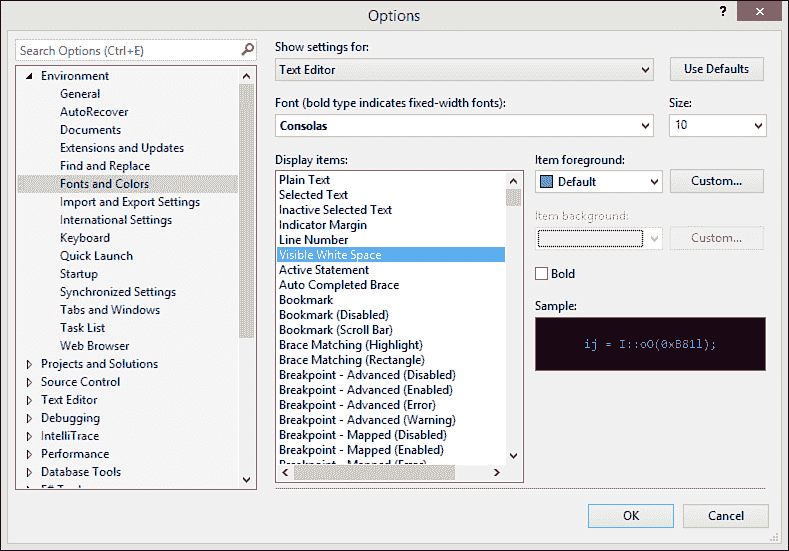 Options
?
Search Options (Ctrl+E)
Environment
General
AutoRecover
Documents
Extensions and Updates
Find and Replace
Fonts and Colors
Import and Export Settings
International Settings
Keyboard
Quick Launch
Startup
Synchronized Settings
Tabs and Windows
Task List
Web Browser
Projects and Solutions
Source Control
Text Editor
Debugging
IntelliTrace
Performance
Database Tools
Show settings for:
Text Editor
Use Defaults
Font (bold type indicates fixed-width fonts):
Size:
Consolas
10
Display items:
Plain Text
Selected Text
Inactive Selected Text
Indicator Margin
Line Number
Visible White Space
Active Statement
Auto Completed Brace
Bookmark
Bookmark (Disabled)
Bookmark (Scroll Bar)
Brace Matching (Highlight)
Brace Matching (Rectangle)
Breakpoint - Advanced (Disabled)
Breakpoint - Advanced (Enabled)
Breakpoint - Advanced (Error)
Breakpoint - Advanced (Warning)
Breakpoint - Mapped (Disabled)
Breakpoint - Mapped (Enabled)
Breakpoint - Mapped (Error)
Item foreground:
Default
Custom...
Item background:
Custom...
Bold
Sample:
ij = I::oO(0xB81l);
OK
Cancel